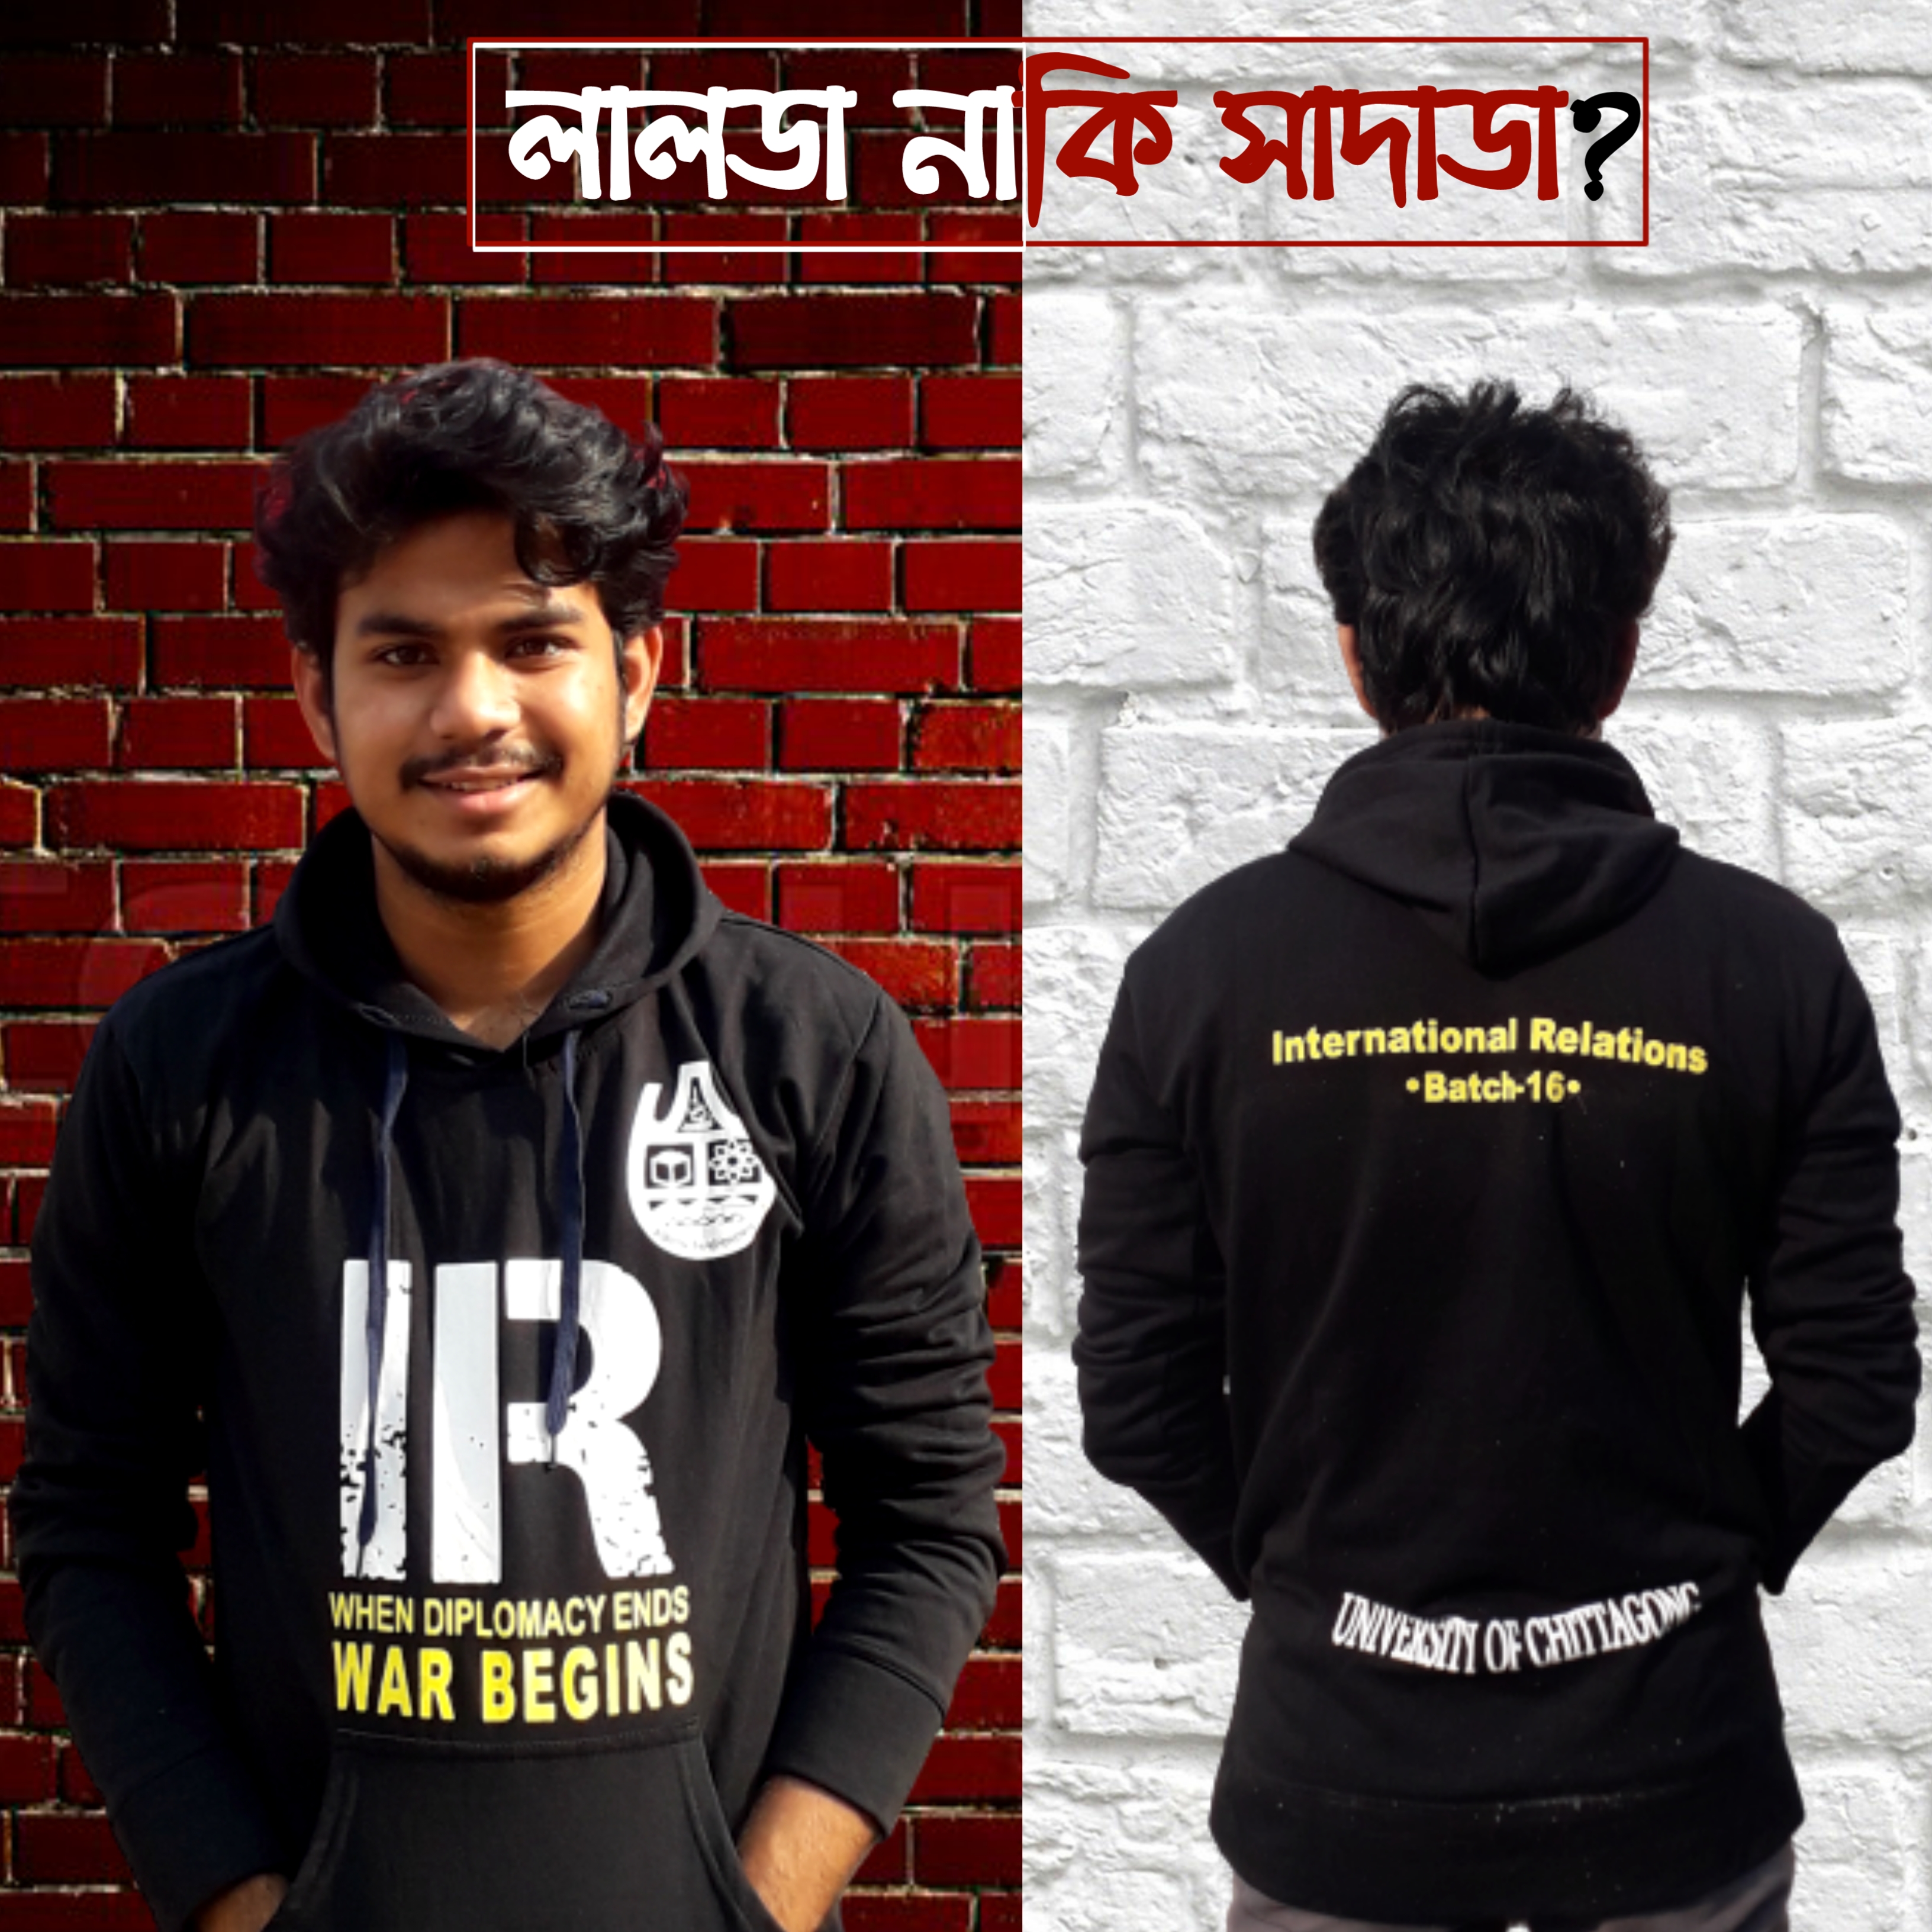 লালডা নাকি সাদাডা?
IR
WHEN DIPLOMACY ENDS
WAR BEGINS
International Relations
•Batch-16•
UNIVERSITY OF CHITTAGONG